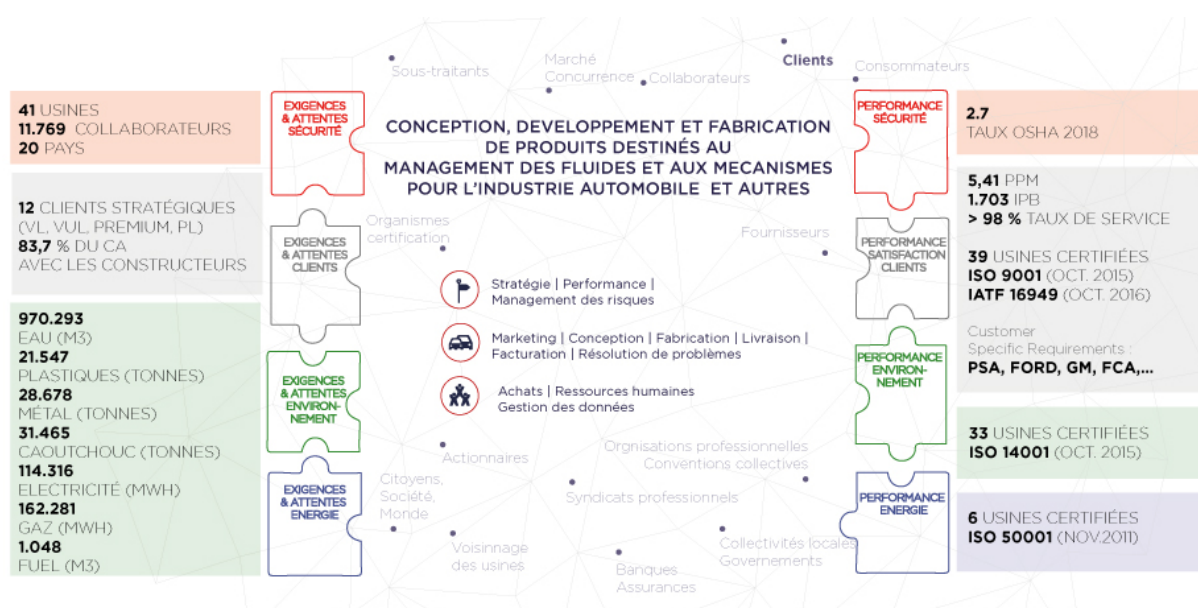 Sous-traitants
Marché
Concurrence
Collaborateurs
Clients
Consommateurs
41 USINES
11.769 COLLABORATEURS
20 PAYS
12 CLIENTS STRATÉGIQUES
(VL, VUL, PREMIUM, PL)
83,7 % DU CA
AVEC LES CONSTRUCTEURS
970.293
EAU (M3)
21.547
PLASTIQUES (TONNES)
28.678
MÉTAL (TONNES)
31.465
CAOUTCHOUC (TONNES)
114.316
ELECTRICITÉ (MWH)
162.281
GAZ (MWH)
1.048
FUEL (M3)
EXIGENCES
& ATTENTES
SÉCURITÉ
EXIGENCES
& ATTENTES
CLIENTS
EXIGENCES
& ATTENTES
ENVIRON-
NEMENT
EXIGENCES
& ATTENTES
ENERGIE
CONCEPTION, DEVELOPPEMENT ET FABRICATION
DE PRODUITS DESTINÉS AU
MANAGEMENT DES FLUIDES ET AUX MECANISMES
POUR L'INDUSTRIE AUTOMOBILE ET AUTRES
Organismes
certification
Fournisseurs
Stratégie | Performance |
Management des risques
Marketing | Conception | Fabrication | Livraison |
Facturation | Résolution de problèmes
Achats | Ressources humaines
Gestion des données
Actionnaires
Orgnisations professionnelles
Conventions collectives
Citoyens,
Société,
Monde
Syndicats professionnels
Voisinnage
des usines
Banques
Assurances
Collectivités locales
Governements
PERFORMANCE
SÉCURITÉ
PERFORMANCE
SATISFACTION
CLIENTS
PERFORMANCE
ENVIRON-
NEMENT
PERFORMANCE
ENERGIE
2.7
TAUX OSHA 2018
5,41 PPM
1.703 IPB
> 98 % TAUX DE SERVICE
39 USINES CERTIFIÉES
ISO 9001 (OCT. 2015)
IATF 16949 (OCT. 2016)
Customer
Specific Requirements :
PSA, FORD, GM, FCA,...
33 USINES CERTIFIÉES
ISO 14001 (OCT. 2015)
6 USINES CERTIFIÉES
ISO 50001 (NOV.2011)